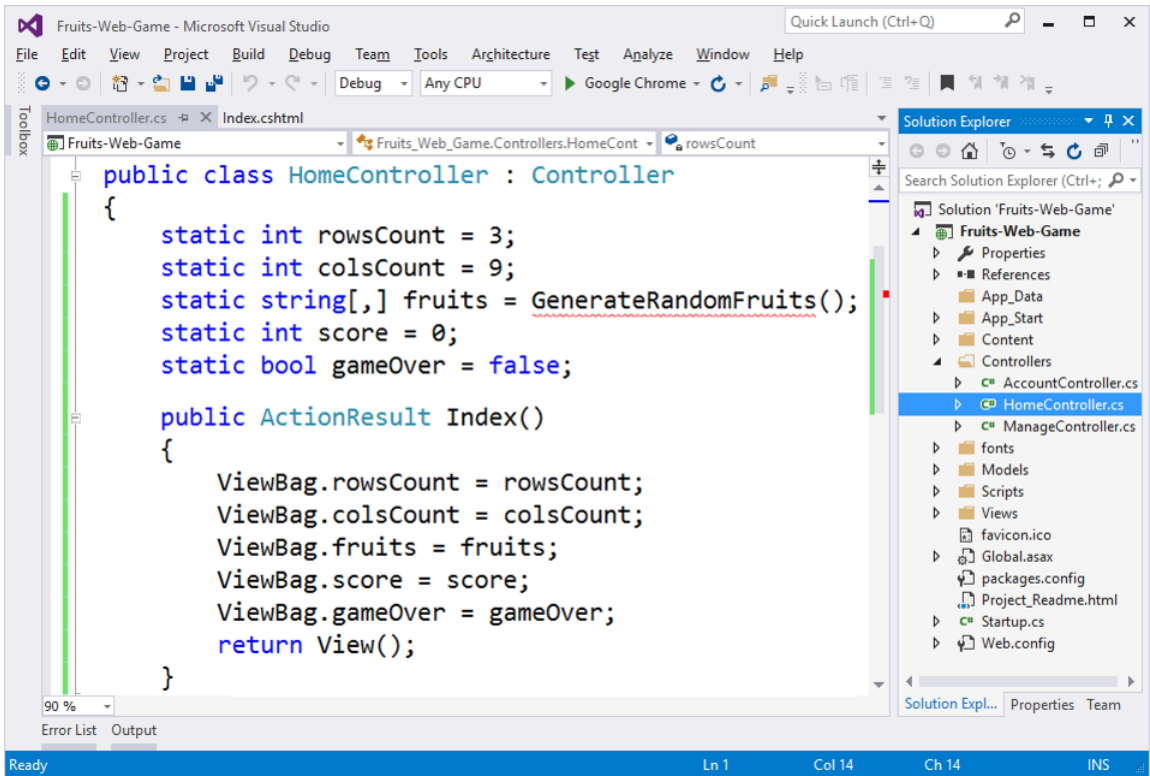 Fruits-Web-Game - Microsoft Visual Studio
Quick Launch (Ctrl+Q)
File Edit View Project Build Debug Team Tools Architecture Test Analyze Window Help
Debug Any CPU Google Chrome
Toolbox
HomeController.cs Index.cshtml
Fruits-Web-Game Fruits_Web_Game.Controllers.HomeCont rowsCount
public class HomeController : Controller
{
static int rowsCount = 3;
static int colsCount = 9;
static string[,] fruits = GenerateRandomFruits();
static int score = 0;
static bool gameOver = false;
public ActionResult Index()
{
ViewBag.rowsCount = rowsCount;
ViewBag.colsCount = colsCount;
ViewBag.fruits = fruits;
ViewBag.score = score;
ViewBag.gameOver = gameOver;
return View();
}
90 %
Error List Output
Solution Explorer
Search Solution Explorer (Ctrl+;
Solution 'Fruits-Web-Game'
Fruits-Web-Game
Properties
References
App_Data
App_Start
Content
Controllers
C# AccountController.cs
C# HomeController.cs
C# ManageController.cs
fonts
Models
Scripts
Views
favicon.ico
Global.asax
packages.config
Project_Readme.html
C# Startup.cs
Web.config
Solution Expl... Properties Team
Ready Ln 1 Col 14 Ch 14 INS